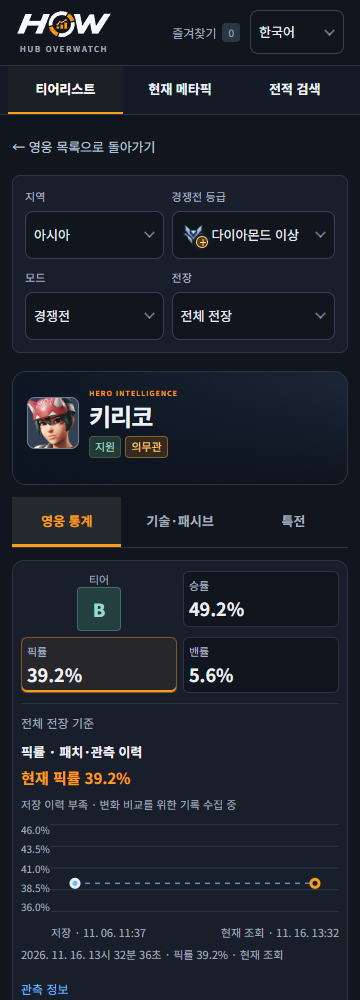 HOW
HUB OVERWATCH
즐겨찾기 0
한국어
티어리스트 현재 메타픽 전적 검색
← 영웅 목록으로 돌아가기
지역 경쟁전 등급
아시아 다이아몬드 이상
모드 전장
경쟁전 전체 전장
HERO INTELLIGENCE
키리코
지원 의무관
영웅 통계 기술·패시브 특전
티어
B
승률
49.2%
픽률
39.2%
밴률
5.6%
전체 전장 기준
픽률 · 패치·관측 이력
현재 픽률 39.2%
저장 이력 부족 · 변화 비교를 위한 기록 수집 중
46.0%
43.5%
41.0%
38.5%
36.0%
저장 · 11. 06. 11:37 현재 조회 · 11. 16. 13:32
2026. 11. 16. 13시 32분 36초 · 픽률 39.2% · 현재 조회
관측 정보